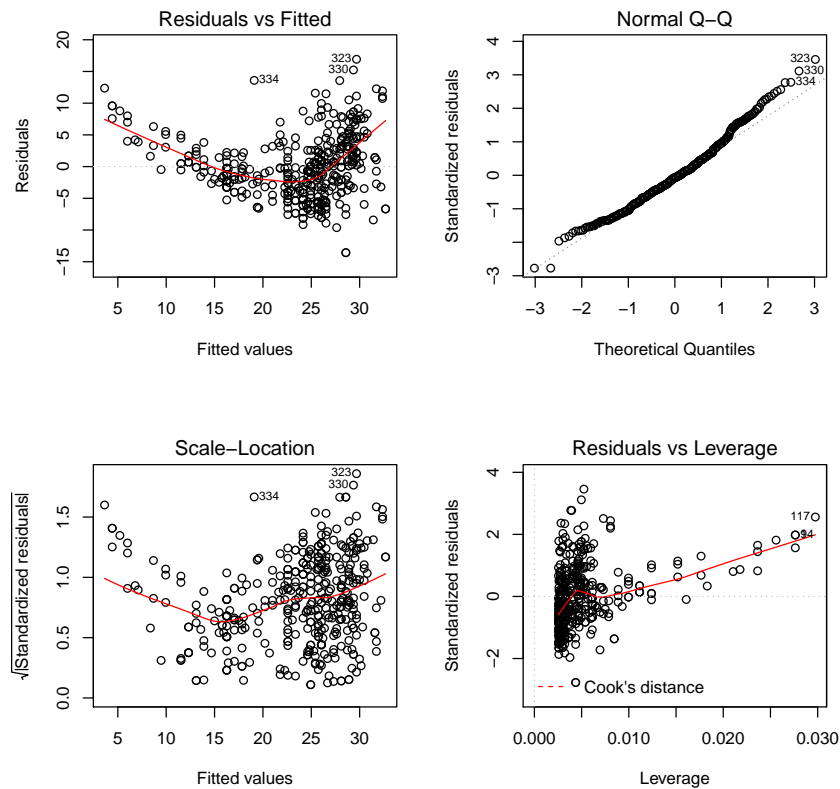 Residuals vs Fitted
Residuals
20
10
5
0
−5
−15
323
330
334
5 10 15 20 25 30
Fitted values
Normal Q−Q
Standardized residuals
4
3
2
1
0
−1
−3
323
330
334
−3 −2 −1 0 1 2 3
Theoretical Quantiles
Scale−Location
√|Standardized residuals|
1.5
1.0
0.5
0.0
323
330
334
5 10 15 20 25 30
Fitted values
Residuals vs Leverage
Standardized residuals
4
2
0
−2
117
94
Cook's distance
0.000 0.010 0.020 0.030
Leverage